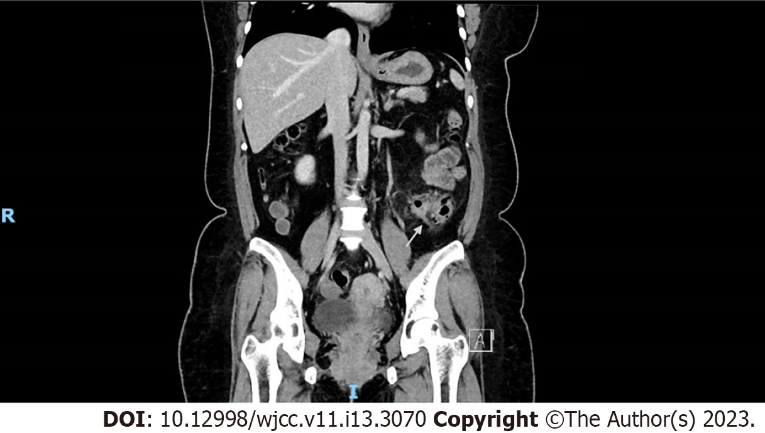 R
A
I
DOI: 10.12998/wjcc.v11.i13.3070 Copyright ©The Author(s) 2023.